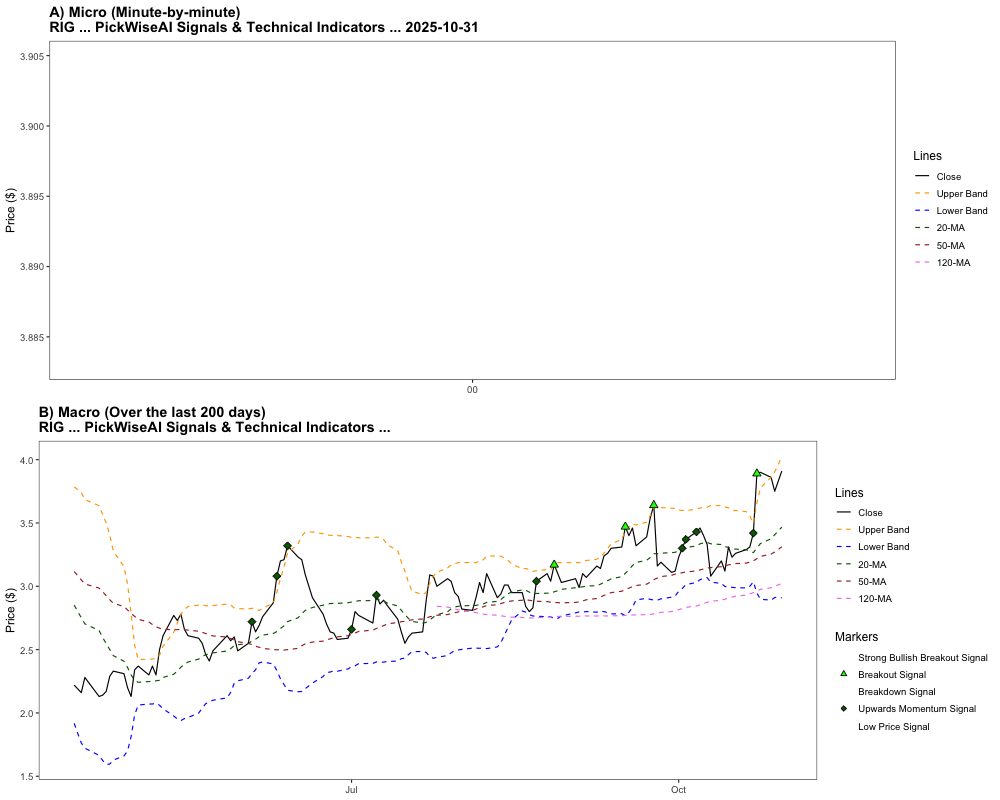 A) Micro (Minute-by-minute)
RIG ... PickWiseAI Signals & Technical Indicators ... 2025-10-31
3.905
3.900
3.895
3.890
3.885
Price ($)
00
Lines
Close
Upper Band
Lower Band
20-MA
50-MA
120-MA
B) Macro (Over the last 200 days)
RIG ... PickWiseAI Signals & Technical Indicators ...
4.0
3.5
3.0
2.5
2.0
1.5
Price ($)
Jul
Oct
Lines
Close
Upper Band
Lower Band
20-MA
50-MA
120-MA
Markers
Strong Bullish Breakout Signal
Breakout Signal
Breakdown Signal
Upwards Momentum Signal
Low Price Signal